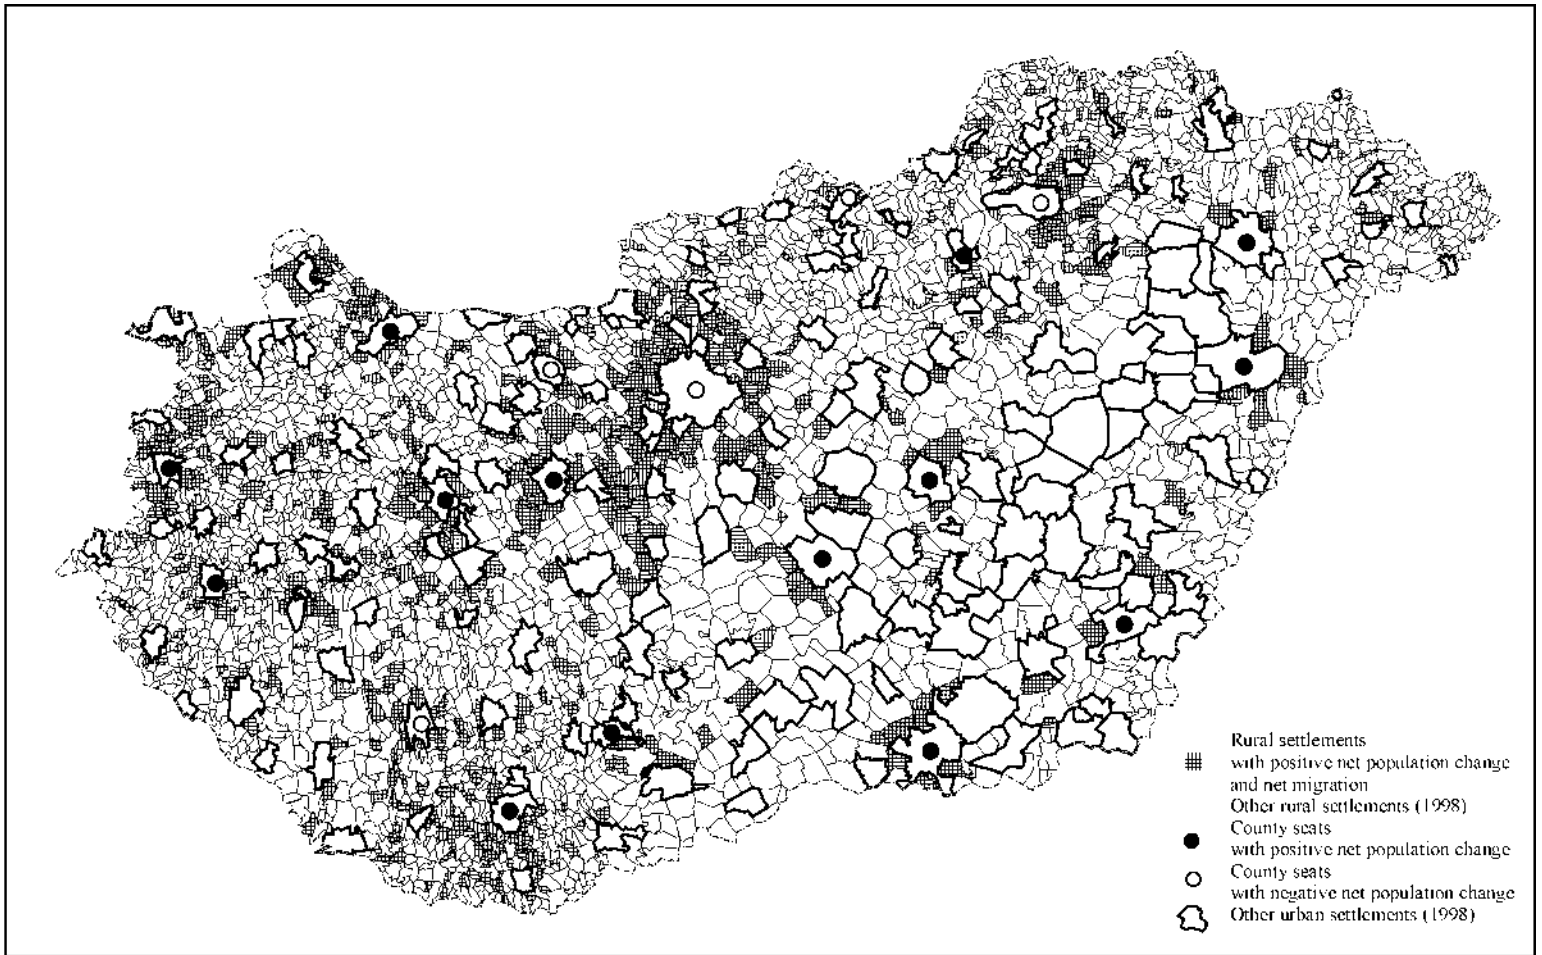 Rural settlements
with positive net population change
and net migration
Other rural settlements (1998)
County seats
with positive net population change
County seats
with negative net population change
Other urban settlements (1998)